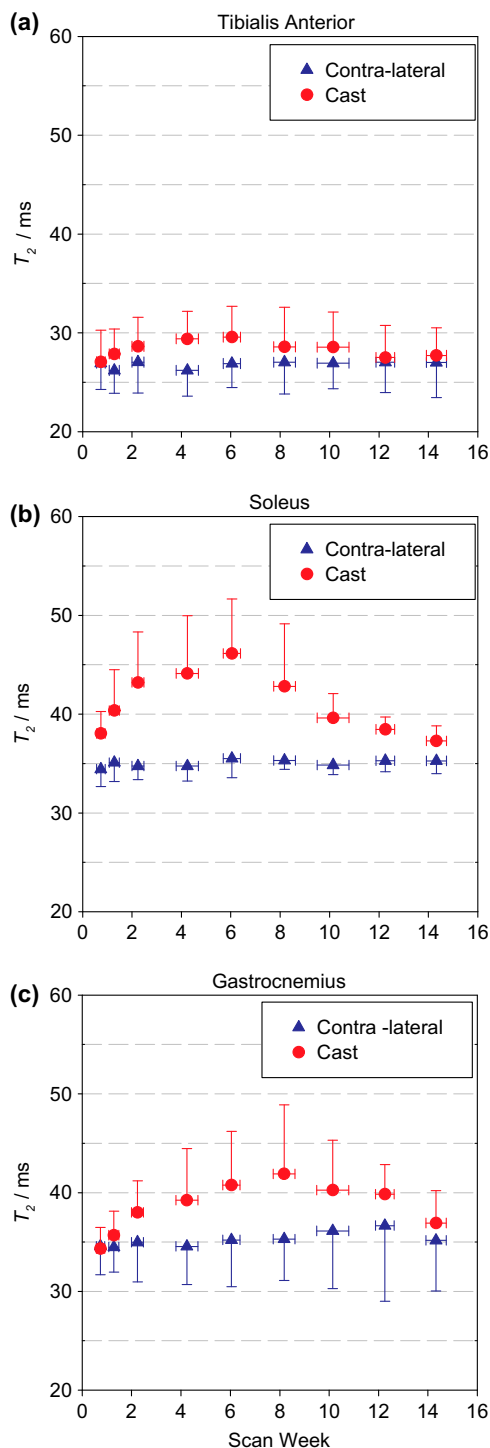 (a)
Tibialis Anterior
60
50
40
30
20
T2 / ms
Contra-lateral
Cast
0 2 4 6 8 10 12 14 16
(b)
Soleus
60
50
40
30
20
T2 / ms
Contra-lateral
Cast
0 2 4 6 8 10 12 14 16
(c)
Gastrocnemius
60
50
40
30
20
T2 / ms
Contra -lateral
Cast
0 2 4 6 8 10 12 14 16
Scan Week